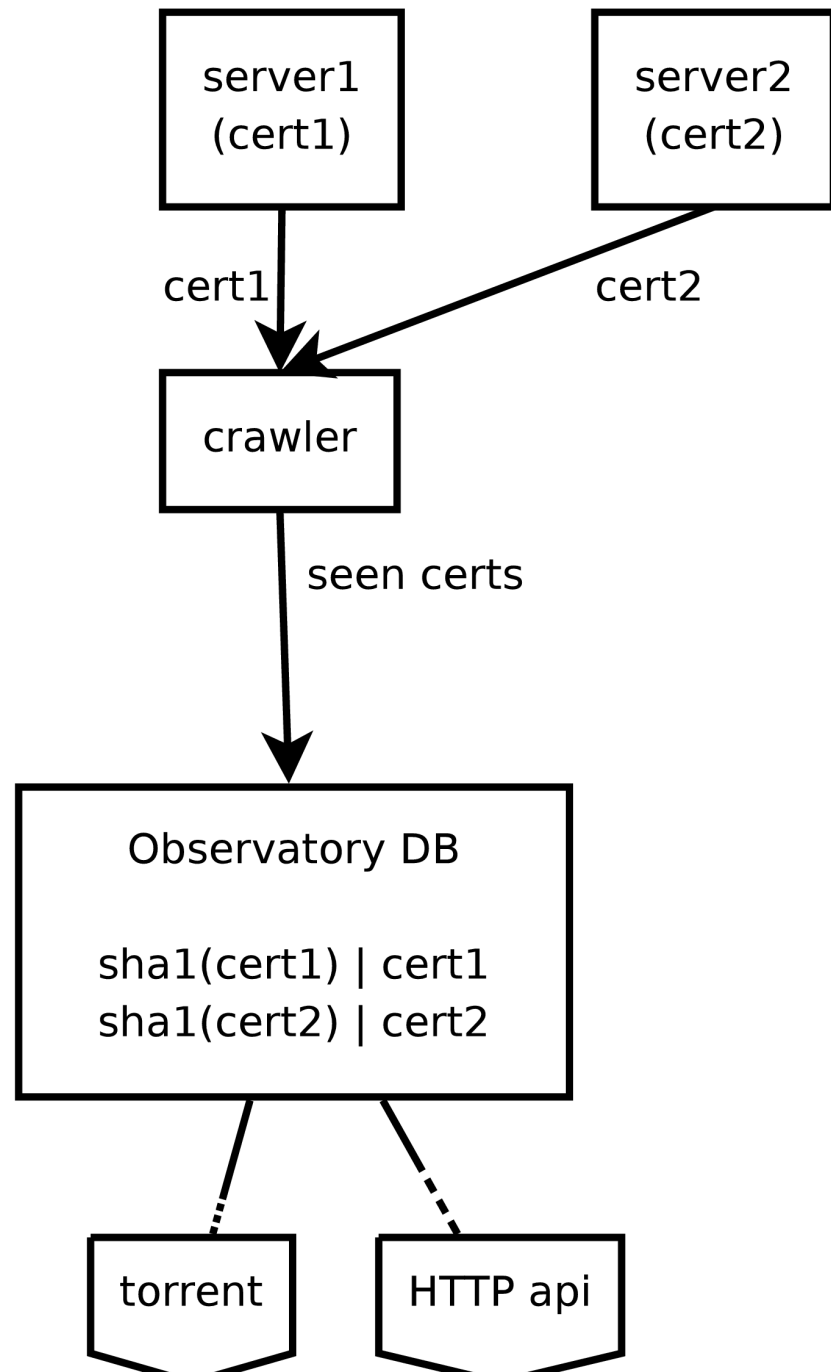 server1
(cert1)
server2
(cert2)
cert1
cert2
crawler
seen certs
Observatory DB
sha1(cert1) | cert1
sha1(cert2) | cert2
torrent
HTTP api